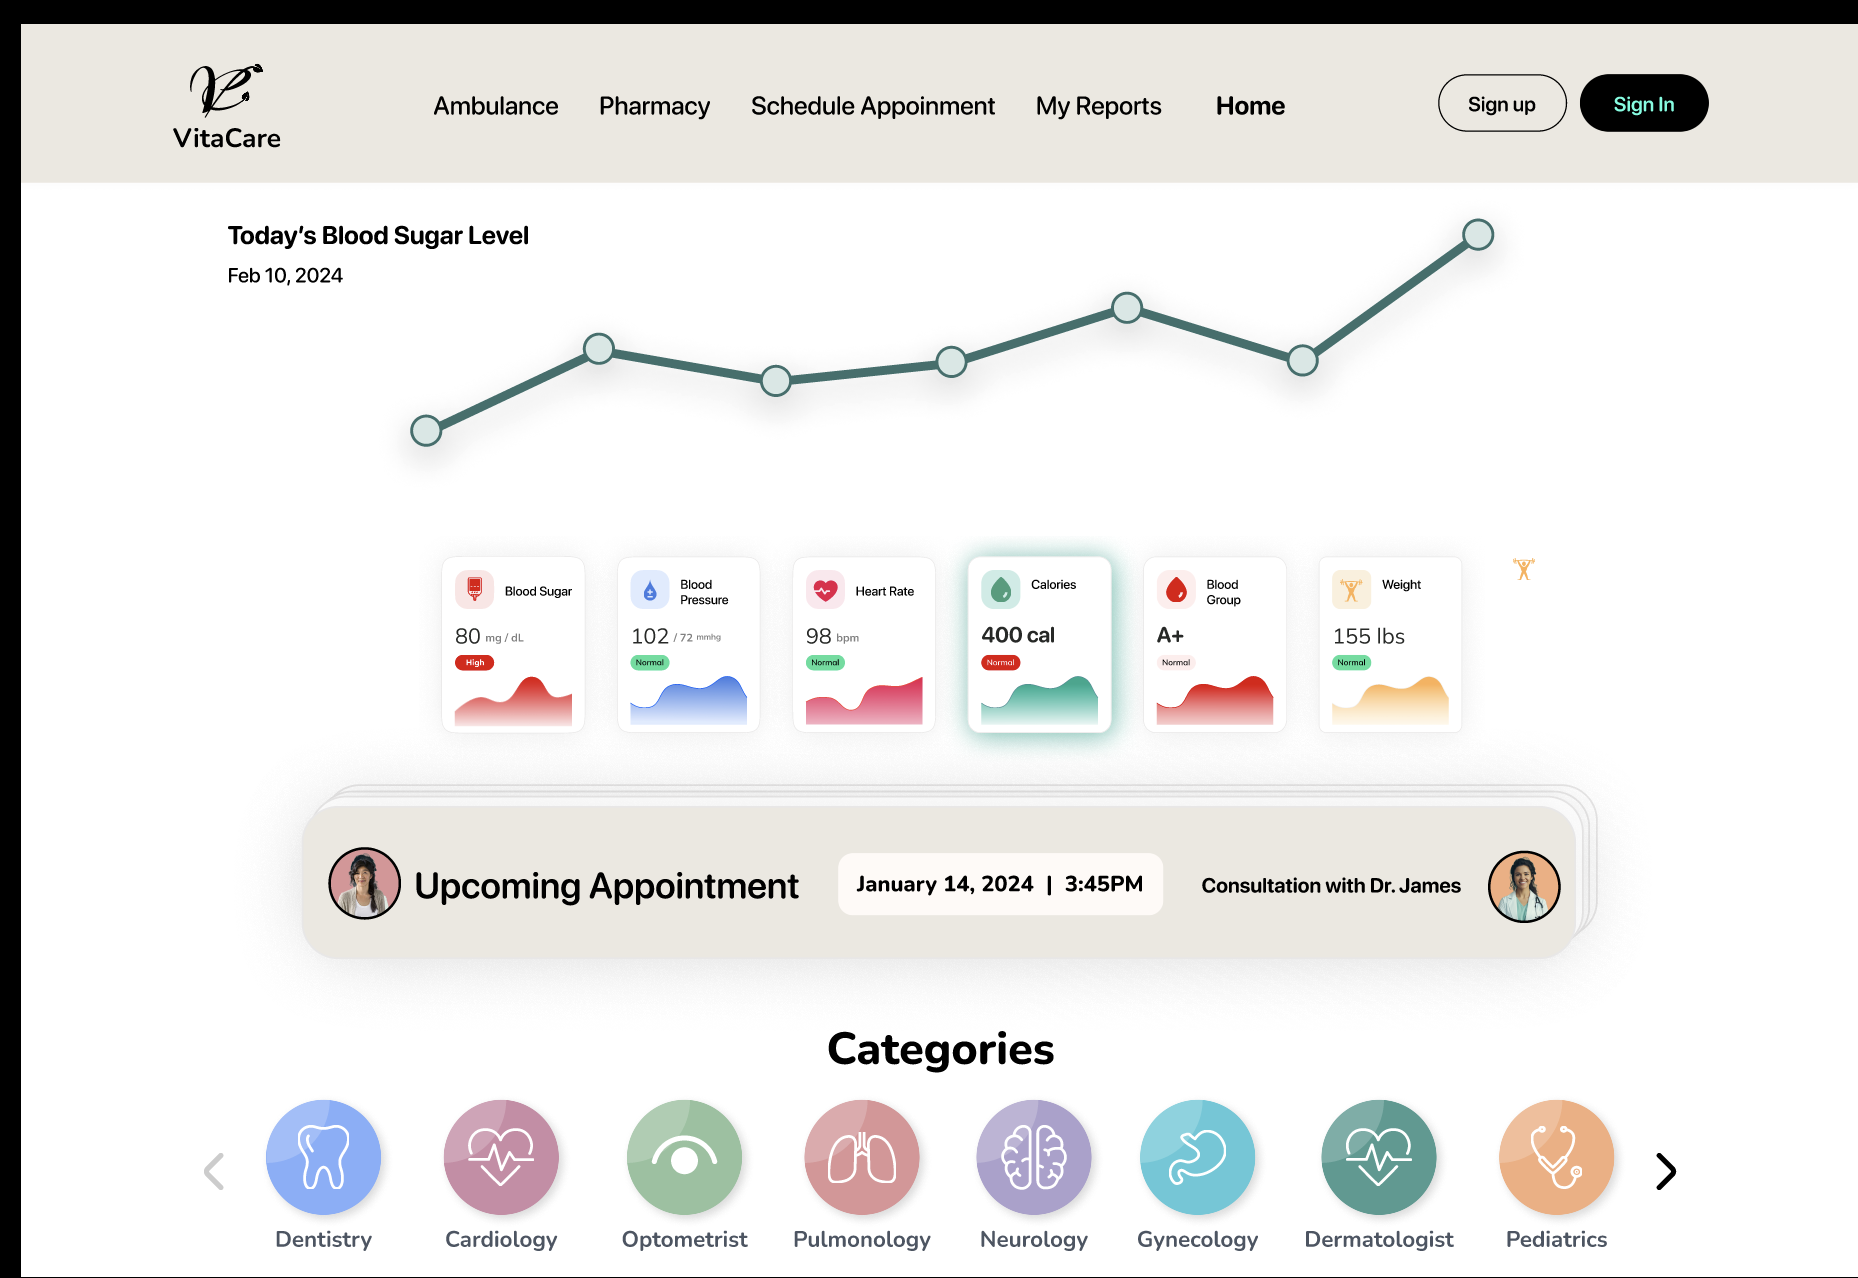 VitaCare
Ambulance
Pharmacy
Schedule Appoinment
My Reports
Home
Sign up
Sign In
Today's Blood Sugar Level
Feb 10, 2024
Blood Sugar
80 mg / dL
High
Blood
Pressure
102 / 72 mmhg
Normal
Heart Rate
98 bpm
Normal
Calories
400 cal
Normal
Blood
Group
A+
Normal
Weight
155 lbs
Normal
Upcoming Appointment
January 14, 2024 | 3:45PM
Consultation with Dr. James
Categories
Dentistry
Cardiology
Optometrist
Pulmonology
Neurology
Gynecology
Dermatologist
Pediatrics